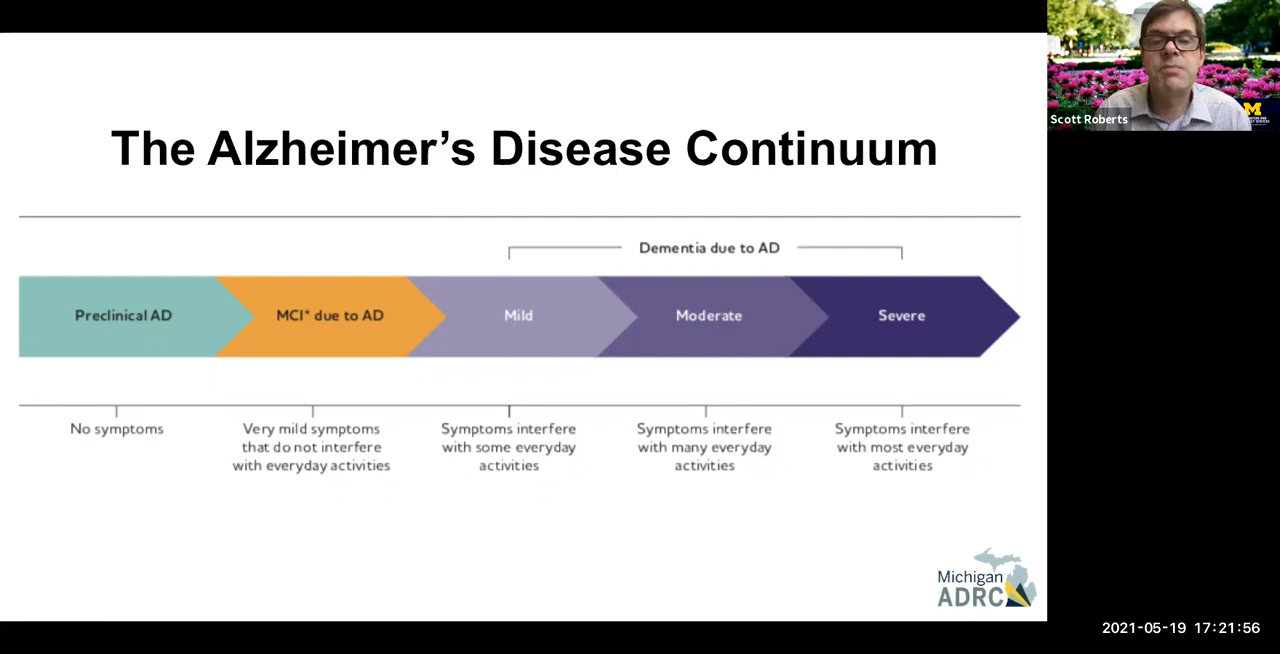 The Alzheimer’s Disease Continuum
Dementia due to AD
Preclinical AD
MCI* due to AD
Mild
Moderate
Severe
No symptoms
Very mild symptoms
that do not interfere
with everyday activities
Symptoms interfere
with some everyday
activities
Symptoms interfere
with many everyday
activities
Symptoms interfere
with most everyday
activities
Michigan
ADRC
Scott Roberts
M
2021-05-19 17:21:56